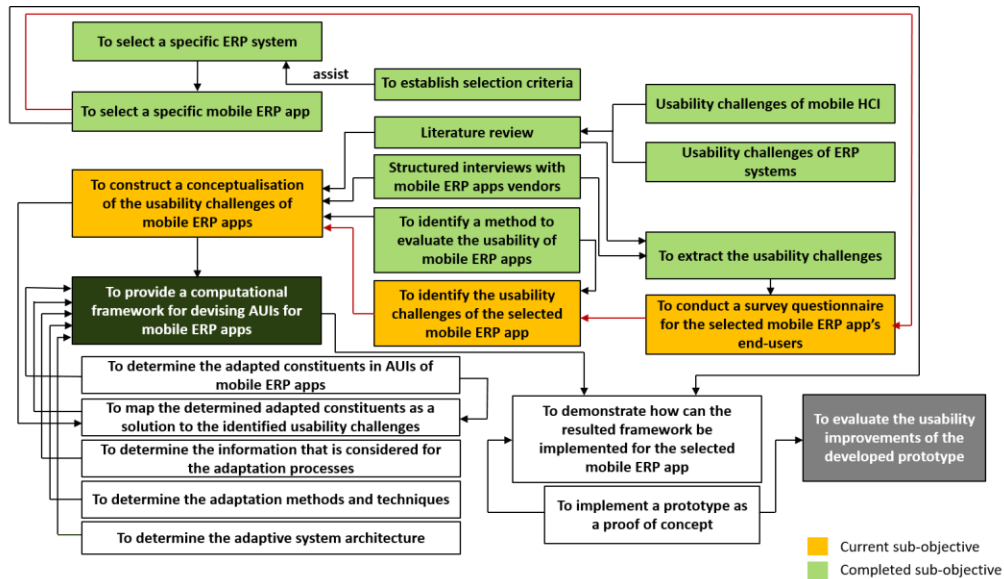 To select a specific ERP system
assist
To establish selection criteria
To select a specific mobile ERP app
Usability challenges of mobile HCI
Literature review
Usability challenges of ERP
systems
Structured interviews with
mobile ERP apps vendors
To construct a conceptualisation
of the usability challenges of
mobile ERP apps
To identify a method to
evaluate the usability of
mobile ERP apps
To extract the usability challenges
To provide a computational
framework for devising AUIs for
mobile ERP apps
To identify the usability
challenges of the selected
mobile ERP app
To conduct a survey questionnaire
for the selected mobile ERP app’s
end-users
To determine the adapted constituents in AUIs of
mobile ERP apps
To map the determined adapted constituents as a
solution to the identified usability challenges
To determine the information that is considered for
the adaptation processes
To determine the adaptation methods and techniques
To determine the adaptive system architecture
To demonstrate how can the
resulted framework be
implemented for the selected
mobile ERP app
To implement a prototype as
a proof of concept
To evaluate the usability
improvements of the
developed prototype
Current sub-objective
Completed sub-objective